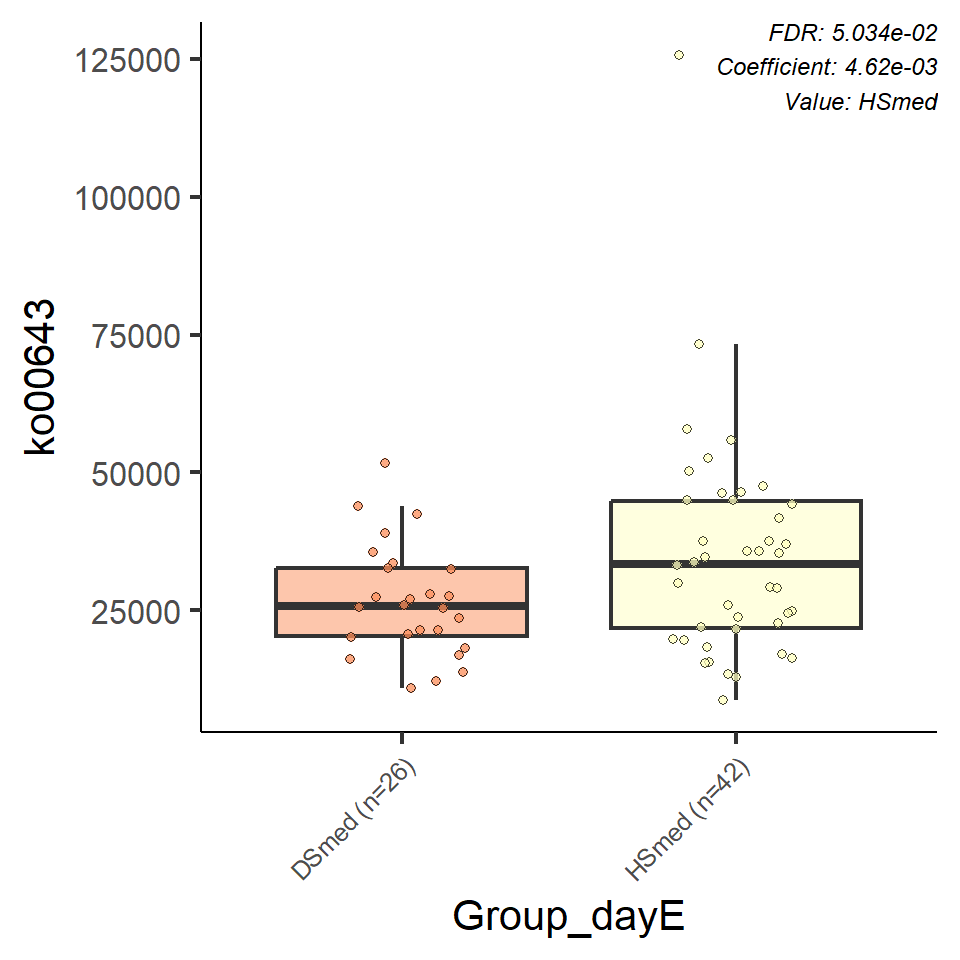 FDR: 5.034e-02
Coefficient: 4.62e-03
Value: HSmed
125000
100000
75000
50000
25000
ko00643
DSmed (n=26)
HSmed (n=42)
Group_dayE